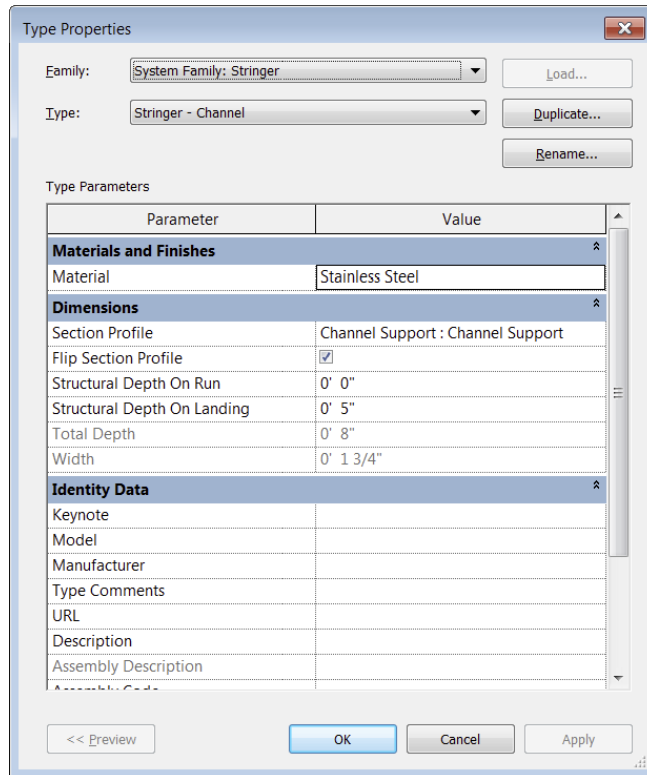 Type Properties
Family: System Family: Stringer Load...
Type: Stringer - Channel Duplicate...
Rename...
Type Parameters
Parameter Value
Materials and Finishes
Material Stainless Steel
Dimensions
Section Profile Channel Support : Channel Support
Flip Section Profile
Structural Depth On Run 0' 0"
Structural Depth On Landing 0' 5"
Total Depth 0' 8"
Width 0' 1 3/4"
Identity Data
Keynote
Model
Manufacturer
Type Comments
URL
Description
Assembly Description
Assembly Code
<< Preview OK Cancel Apply